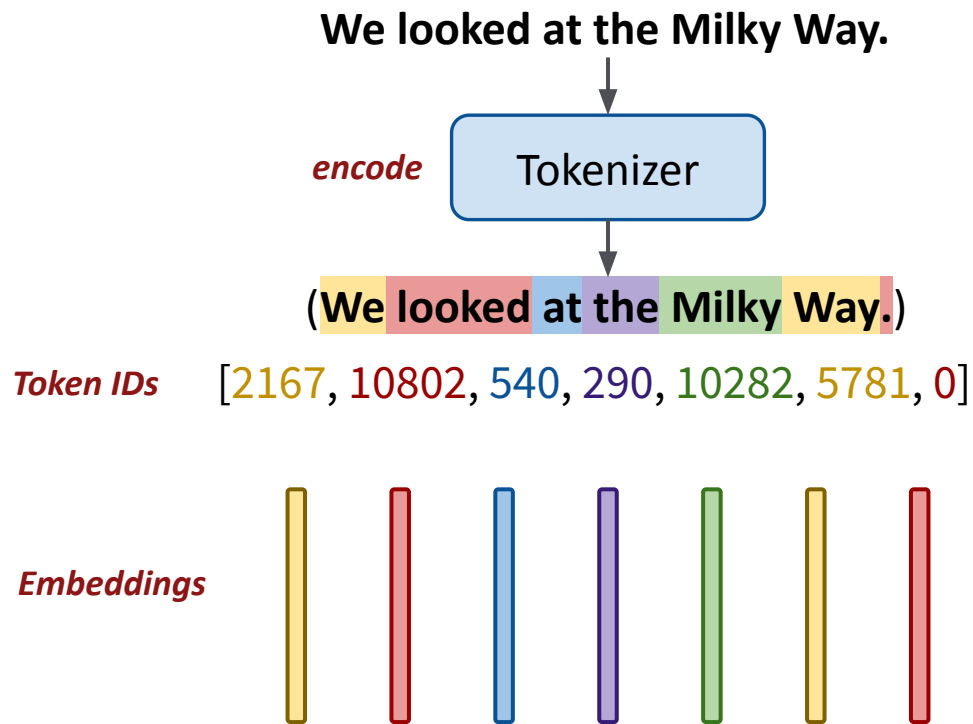 We looked at the Milky Way.
encode
Tokenizer
(We looked at the Milky Way.)
Token IDs
[2167, 10802, 540, 290, 10282, 5781, 0]
Embeddings